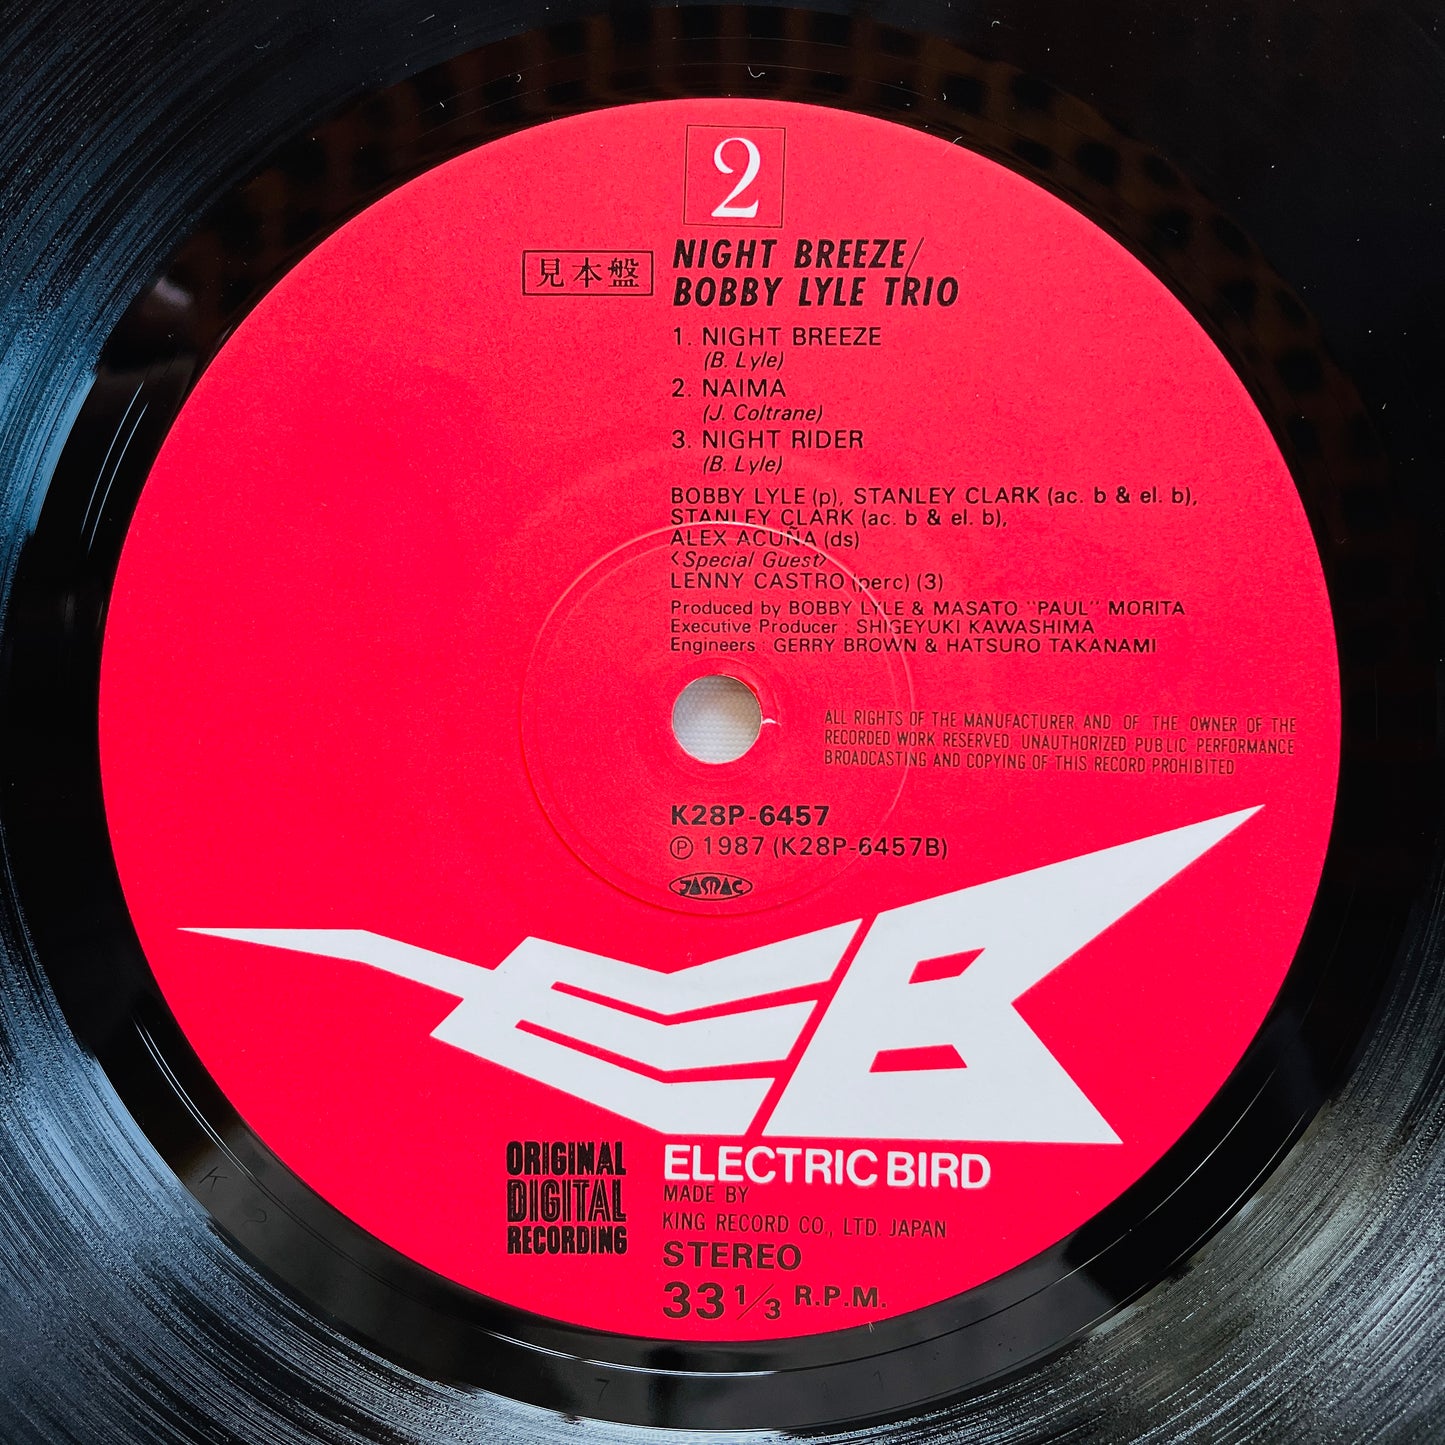 2
見本盤
NIGHT BREEZE/
BOBBY LYLE TRIO
1. NIGHT BREEZE
(B. Lyle)
2. NAIMA
(J. Coltrane)
3. NIGHT RIDER
(B. Lyle)
BOBBY LYLE (p), STANLEY CLARK (ac. b & el. b),
STANLEY CLARK (ac. b & el. b),
ALEX ACUÑA (ds)
<Special Guest>
LENNY CASTRO (perc) (3)
Produced by BOBBY LYLE & MASATO "PAUL" MORITA
Executive Producer : SHIGEYUKI KAWASHIMA
Engineers : GERRY BROWN & HATSURO TAKANAMI
ALL RIGHTS OF THE MANUFACTURER AND OF THE OWNER OF THE
RECORDED WORK RESERVED. UNAUTHORIZED PUBLIC PERFORMANCE
BROADCASTING AND COPYING OF THIS RECORD PROHIBITED
K28P-6457
℗ 1987 (K28P-6457B)
JASRAC
EB
ELECTRIC BIRD
ORIGINAL
DIGITAL
RECORDING
MADE BY
KING RECORD CO., LTD. JAPAN
STEREO
33 1/3 R.P.M.